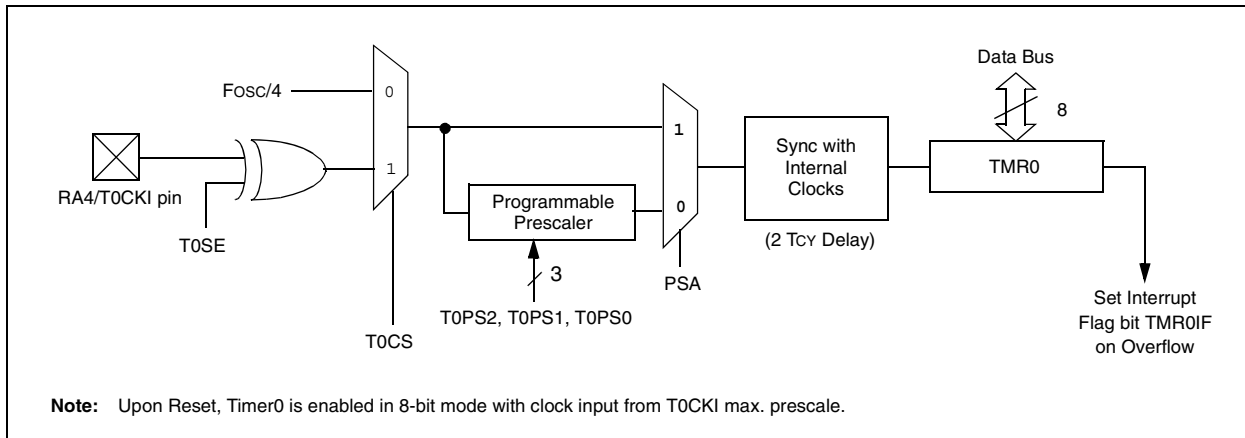 Data Bus
8
FOSC/4
0
1
RA4/T0CKI pin
T0SE
T0CS
Programmable
Prescaler
3
T0PS2, T0PS1, T0PS0
1
0
PSA
Sync with
Internal
Clocks
(2 TCY Delay)
TMR0
Set Interrupt
Flag bit TMR0IF
on Overflow
Note: Upon Reset, Timer0 is enabled in 8-bit mode with clock input from T0CKI max. prescale.